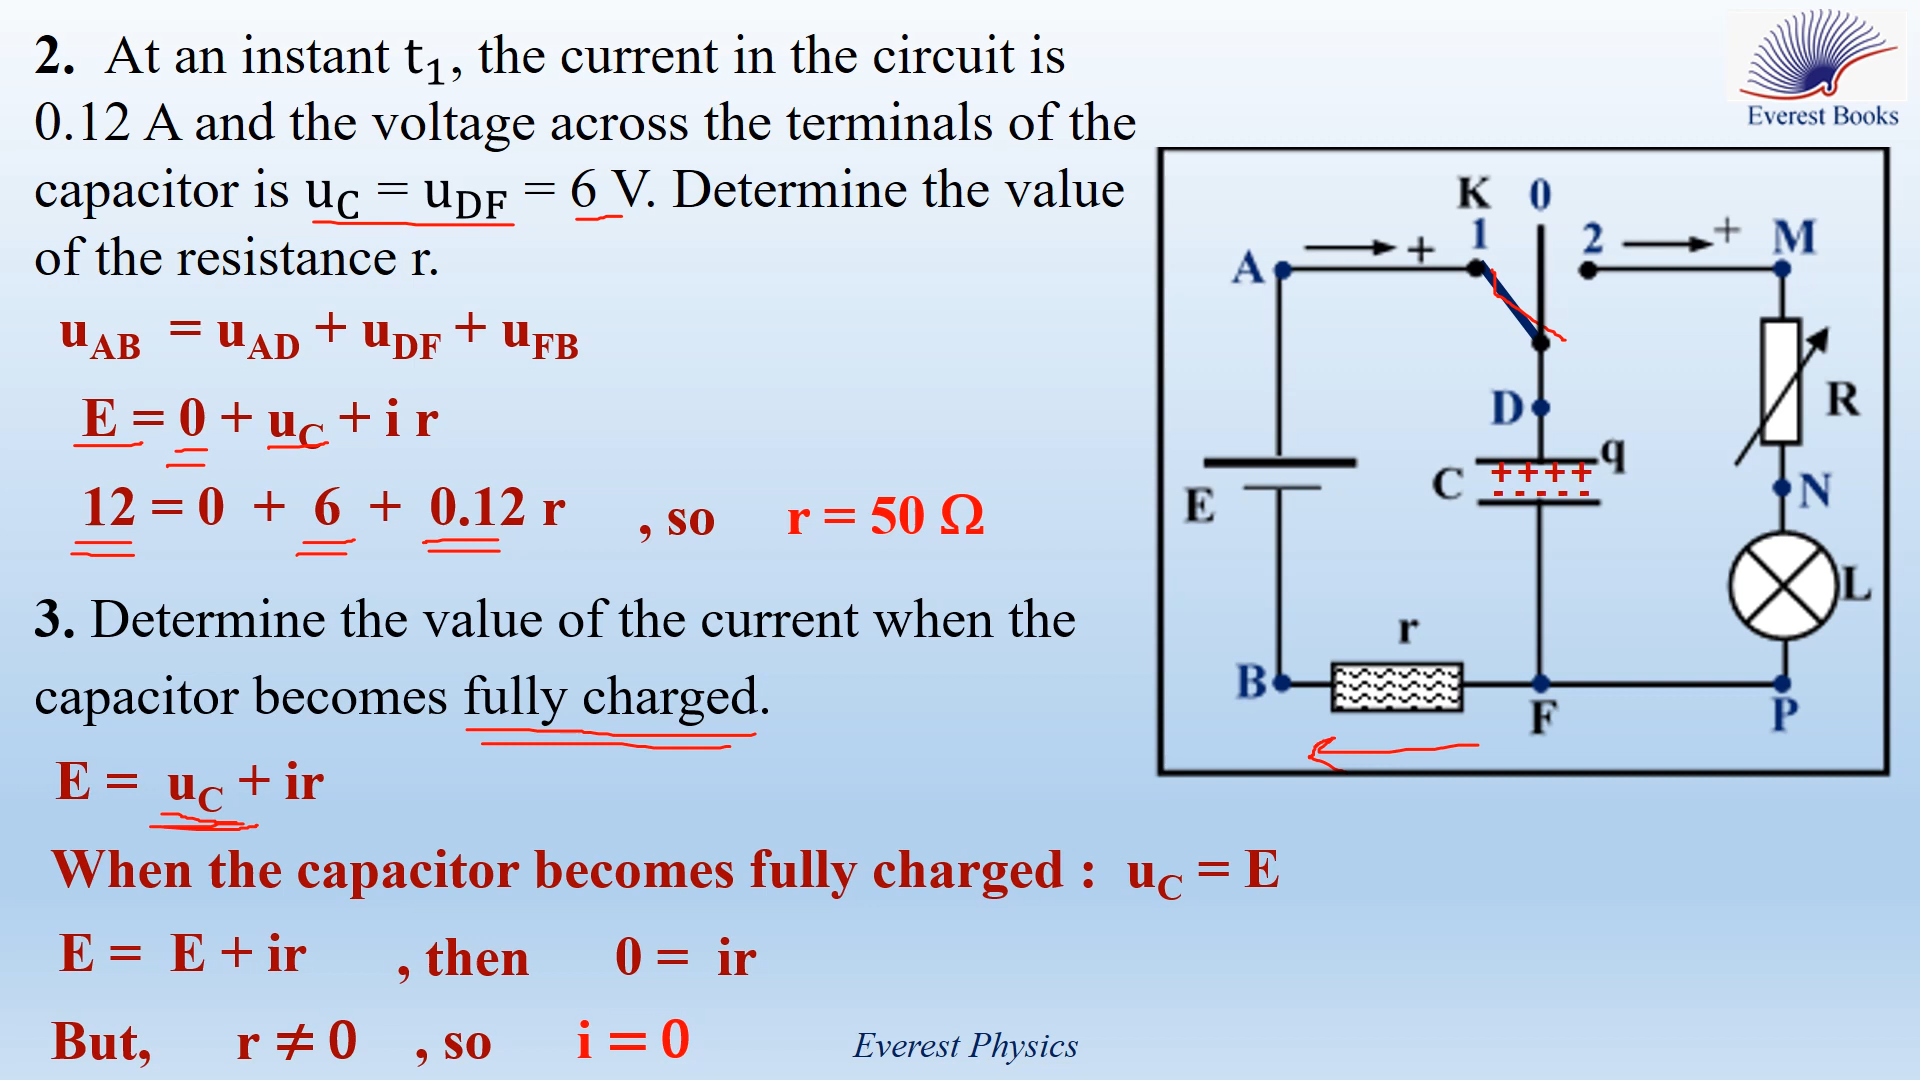 2. At an instant t₁, the current in the circuit is
0.12 A and the voltage across the terminals of the
capacitor is u_C = u_DF = 6 V. Determine the value
of the resistance r.
u_AB = u_AD + u_DF + u_FB
E = 0 + u_C + i r
12 = 0 + 6 + 0.12 r , so r = 50 Ω
3. Determine the value of the current when the
capacitor becomes fully charged.
E = u_C + ir
When the capacitor becomes fully charged : u_C = E
E = E + ir , then 0 = ir
But, r ≠ 0 , so i = 0
Everest Physics
Everest Books
K 0
1 2 + M
A +
D R
C ++++ q
- - - - -
E N
L
r
B F P